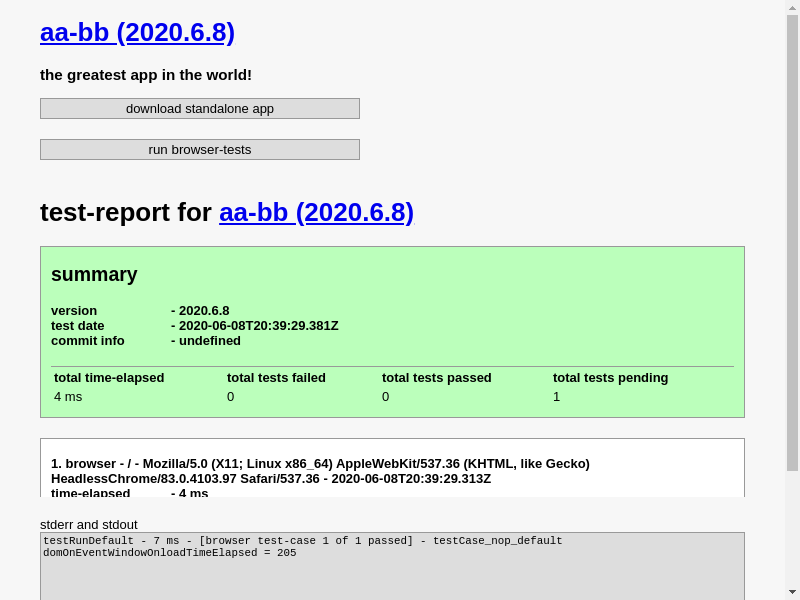 aa-bb (2020.6.8)
the greatest app in the world!
download standalone app
run browser-tests
test-report for aa-bb (2020.6.8)
summary
version - 2020.6.8
test date - 2020-06-08T20:39:29.381Z
commit info - undefined
total time-elapsed total tests failed total tests passed total tests pending
4 ms 0 0 1
1. browser - / - Mozilla/5.0 (X11; Linux x86_64) AppleWebKit/537.36 (KHTML, like Gecko)
HeadlessChrome/83.0.4103.97 Safari/537.36 - 2020-06-08T20:39:29.313Z
time-elapsed - 4 ms
stderr and stdout
testRunDefault - 7 ms - [browser test-case 1 of 1 passed] - testCase_nop_default
domOnEventWindowOnloadTimeElapsed = 205